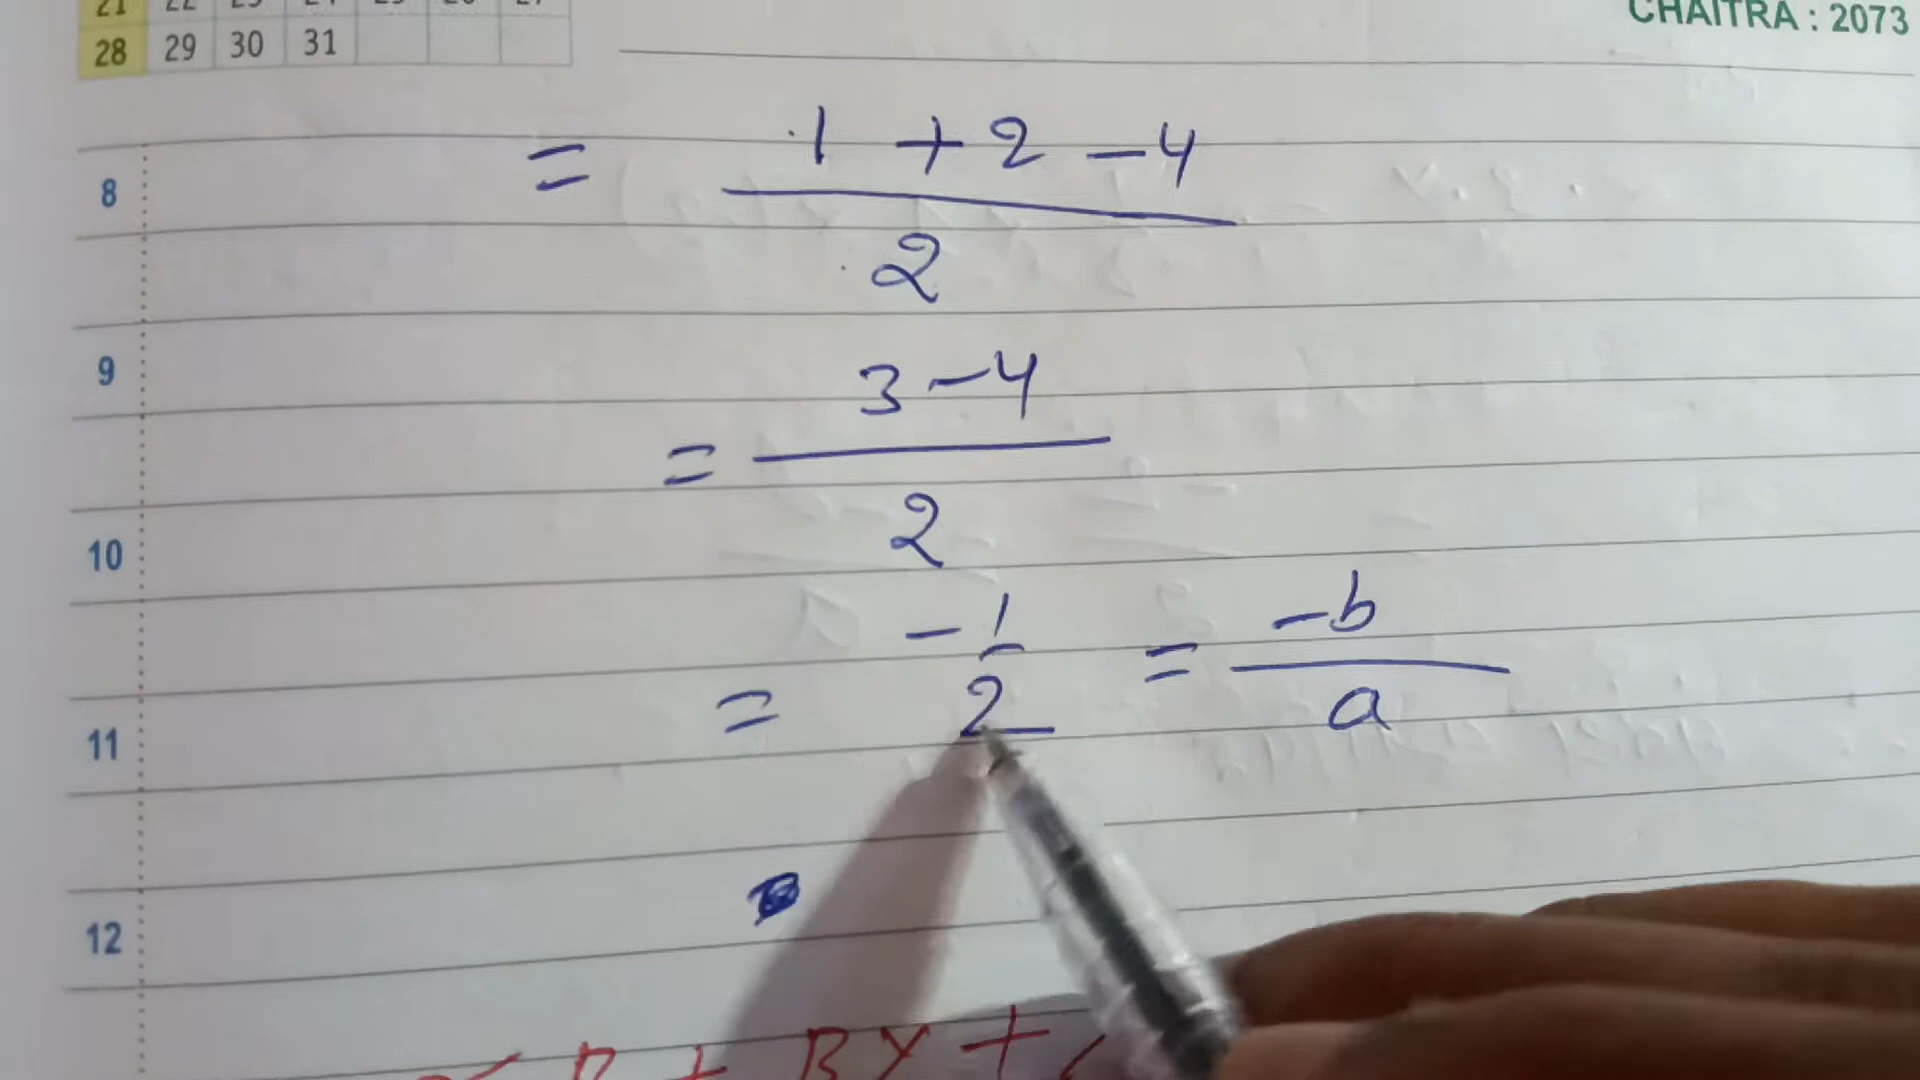 21 22 23 24 25 26 27
28 29 30 31
CHAITRA : 2073
8
= 1 + 2 - 4
2
9
= 3 - 4
2
10
= -1/2 = -b/a
11
12
+ βγ +